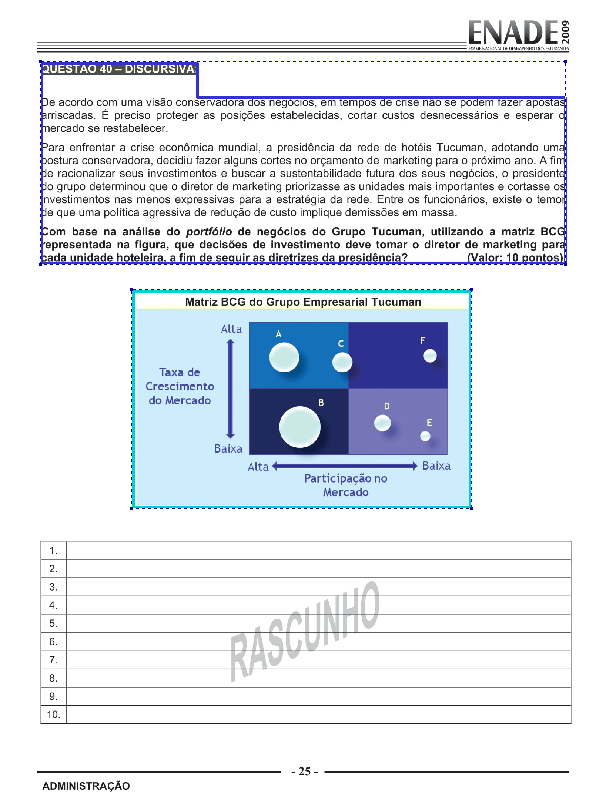 ENADE 2009
EXAME NACIONAL DE DESEMPENHO DOS ESTUDANTES
QUESTÃO 40 – DISCURSIVA
De acordo com uma visão conservadora dos negócios, em tempos de crise não se podem fazer apostas
arriscadas. É preciso proteger as posições estabelecidas, cortar custos desnecessários e esperar o
mercado se restabelecer.
Para enfrentar a crise econômica mundial, a presidência da rede de hotéis Tucuman, adotando uma
postura conservadora, decidiu fazer alguns cortes no orçamento de marketing para o próximo ano. A fim
de racionalizar seus investimentos e buscar a sustentabilidade futura dos seus negócios, o presidente
do grupo determinou que o diretor de marketing priorizasse as unidades mais importantes e cortasse os
investimentos nas menos expressivas para a estratégia da rede. Entre os funcionários, existe o temor
de que uma política agressiva de redução de custo implique demissões em massa.
Com base na análise do portfólio de negócios do Grupo Tucuman, utilizando a matriz BCG
representada na figura, que decisões de investimento deve tomar o diretor de marketing para
cada unidade hoteleira, a fim de seguir as diretrizes da presidência? (Valor: 10 pontos)
Matriz BCG do Grupo Empresarial Tucuman
Alta
A
C
F
Taxa de
Crescimento
do Mercado
B
D
E
Baixa
Alta
Baixa
Participação no
Mercado
1.
2.
3.
4.
5.
6.
7.
8.
9.
10.
RASCUNHO
- 25 -
ADMINISTRAÇÃO